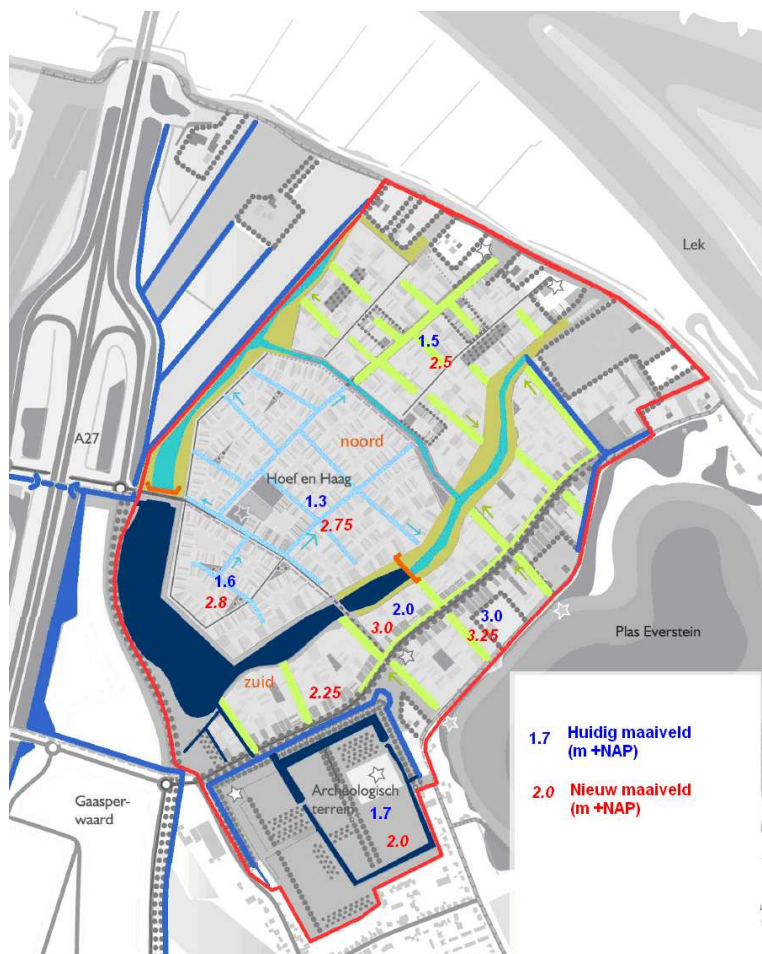 Lek
1.5
2.5
A27
noord
Hoef en Haag
1.3
2.75
1.6
2.8
2.0
3.0
3.0
3.25
Plas Everstein
zuid
2.25
1.7 Huidig maaiveld
(m +NAP)
Archeologisch
terrein
1.7
2.0
Gaasper-
waard
2.0 Nieuw maaiveld
(m +NAP)